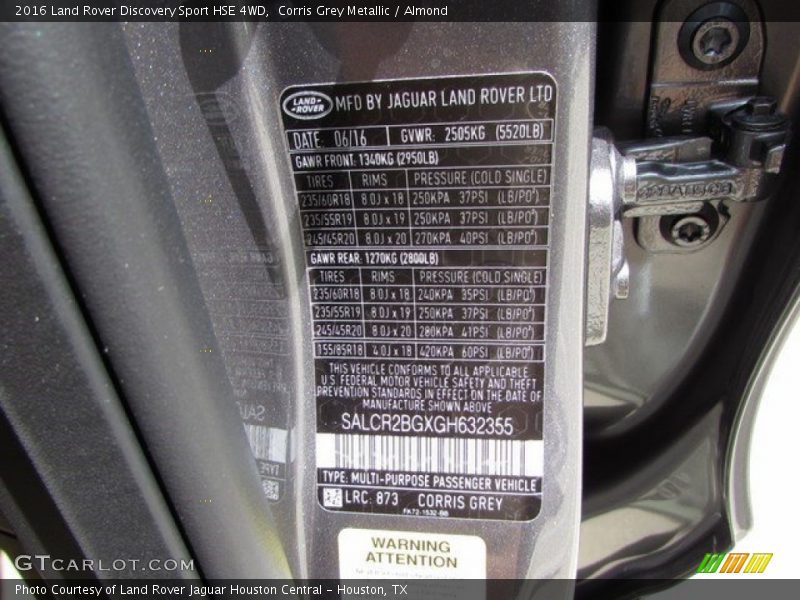 2016 Land Rover Discovery Sport HSE 4WD, Corris Grey Metallic / Almond
LAND-
-ROVER
MFD BY JAGUAR LAND ROVER LTD
DATE: 06/16 GVWR: 2505KG (5520LB)
GAWR FRONT: 1340KG (2950LB)
TIRES RIMS PRESSURE (COLD SINGLE)
235/60R18 8.0J x 18 250KPA 37PSI (LB/PO²)
235/55R19 8.0J x 19 250KPA 37PSI (LB/PO²)
245/45R20 8.0J x 20 270KPA 40PSI (LB/PO²)
GAWR REAR: 1270KG (2800LB)
TIRES RIMS PRESSURE (COLD SINGLE)
235/60R18 8.0J x 18 240KPA 35PSI (LB/PO²)
235/55R19 8.0J x 19 250KPA 37PSI (LB/PO²)
245/45R20 8.0J x 20 280KPA 41PSI (LB/PO²)
155/85R18 4.0J x 18 420KPA 60PSI (LB/PO²)
THIS VEHICLE CONFORMS TO ALL APPLICABLE
U.S FEDERAL MOTOR VEHICLE SAFETY AND THEFT
PREVENTION STANDARDS IN EFFECT ON THE DATE OF
MANUFACTURE SHOWN ABOVE
SALCR2BGXGH632355
TYPE: MULTI-PURPOSE PASSENGER VEHICLE
LRC: 873 CORRIS GREY
FK72-1532-BB
WARNING
ATTENTION
GTCARLOT.COM
Photo Courtesy of Land Rover Jaguar Houston Central - Houston, TX